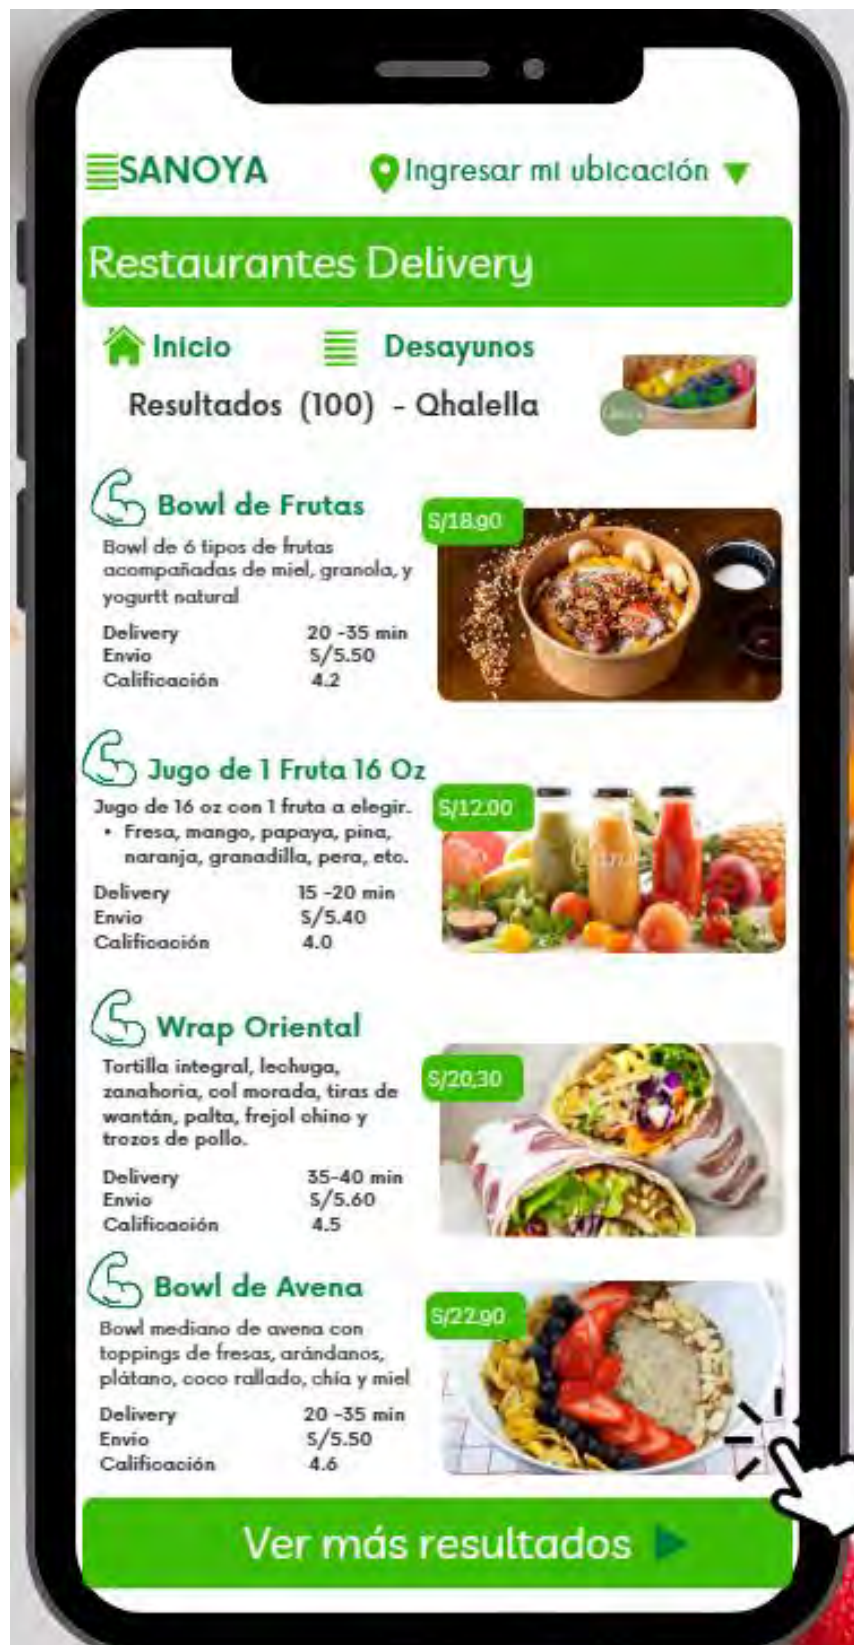 SANOYA
Ingresar mi ubicación
Restaurantes Delivery
Inicio
Desayunos
Resultados (100) - Qhalella
Bowl de Frutas
S/18.90
Bowl de 6 tipos de frutas
acompañadas de miel, granola, y
yogurtt natural
Delivery 20 -35 min
Envio S/5.50
Calificación 4.2
Jugo de 1 Fruta 16 Oz
S/12.00
Jugo de 16 oz con 1 fruta a elegir.
• Fresa, mango, papaya, pina,
naranja, granadilla, pera, etc.
Delivery 15 -20 min
Envio S/5.40
Calificación 4.0
Canva
Wrap Oriental
S/20,30
Tortilla integral, lechuga,
zanahoria, col morada, tiras de
wantán, palta, frejol chino y
trozos de pollo.
Delivery 35-40 min
Envio S/5.60
Calificación 4.5
Bowl de Avena
S/22.90
Bowl mediano de avena con
toppings de fresas, arándanos,
plátano, coco rallado, chía y miel
Delivery 20 -35 min
Envio S/5.50
Calificación 4.6
Ver más resultados